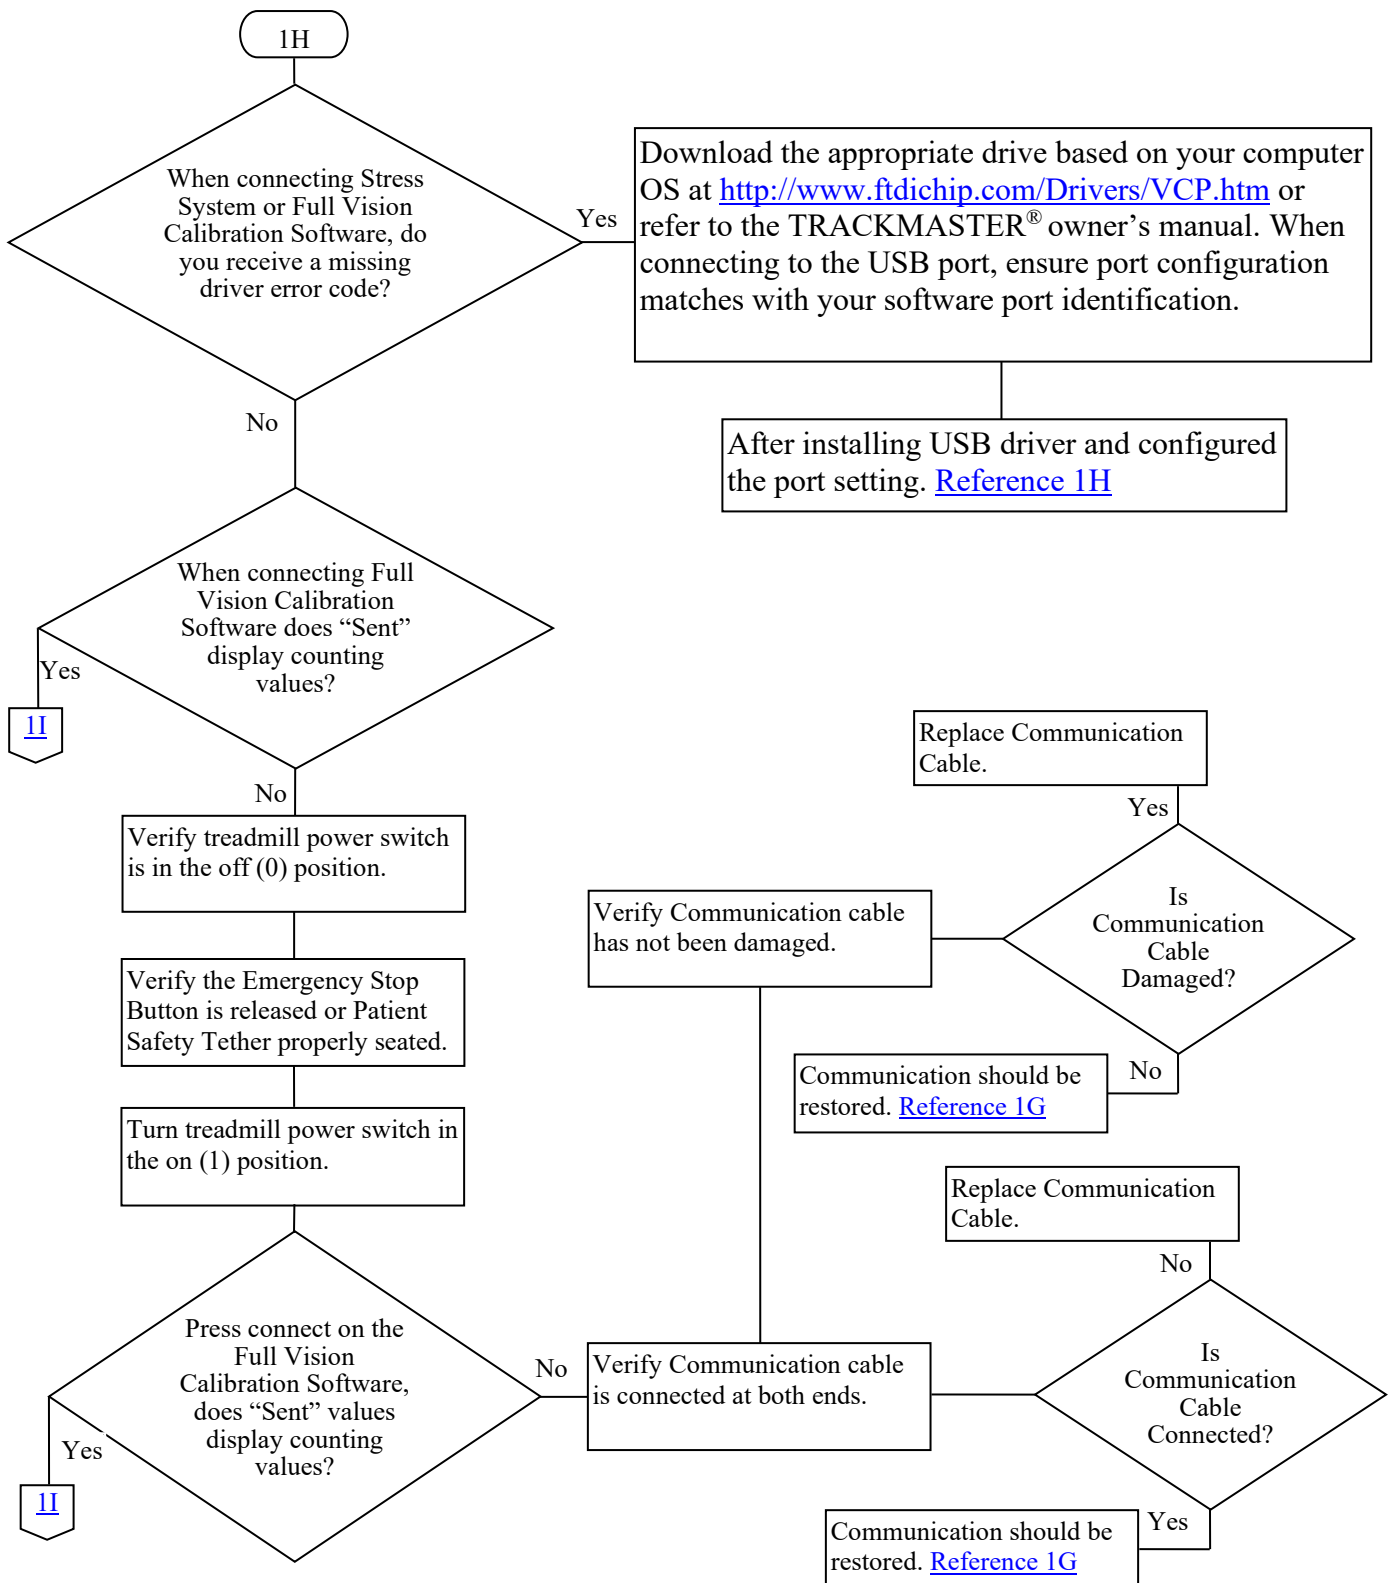 1H
When connecting Stress
System or Full Vision
Calibration Software, do
you receive a missing
driver error code?
Yes
Download the appropriate drive based on your computer
OS at http://www.ftdichip.com/Drivers/VCP.htm or
refer to the TRACKMASTER® owner’s manual. When
connecting to the USB port, ensure port configuration
matches with your software port identification.
No
After installing USB driver and configured
the port setting. Reference 1H
When connecting Full
Vision Calibration
Software does “Sent”
display counting
values?
Yes
1I
No
Verify treadmill power switch
is in the off (0) position.
Verify the Emergency Stop
Button is released or Patient
Safety Tether properly seated.
Turn treadmill power switch in
the on (1) position.
Press connect on the
Full Vision
Calibration Software,
does “Sent” values
display counting
values?
Yes
1I
No
Verify Communication cable
is connected at both ends.
Verify Communication cable
has not been damaged.
Replace Communication
Cable.
Yes
Is
Communication
Cable
Damaged?
No
Communication should be
restored. Reference 1G
Replace Communication
Cable.
No
Is
Communication
Cable
Connected?
Yes
Communication should be
restored. Reference 1G